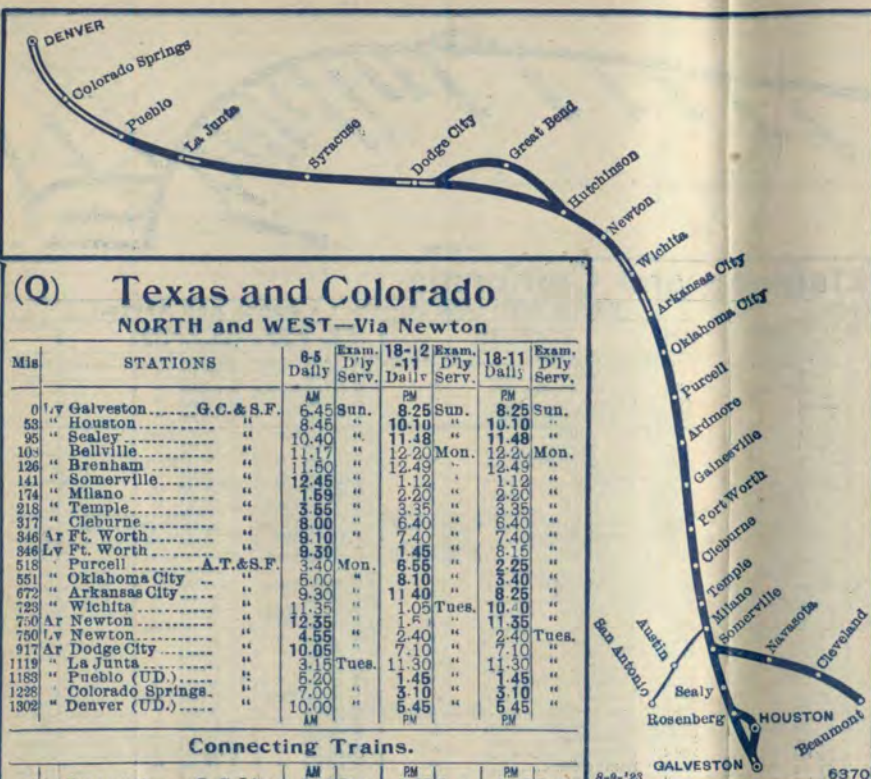 DENVER
Colorado Springs
Pueblo
La Junta
Syracuse
Dodge City
Great Bend
Hutchinson
Newton
Wichita
Arkansas City
Oklahoma City
Purcell
Ardmore
Gainesville
Fort Worth
Cleburne
Temple
Milano
Somerville
Navasota
Cleveland
Beaumont
Austin
San Antonio
Sealy
Rosenberg
HOUSTON
GALVESTON
(Q) Texas and Colorado
NORTH and WEST—Via Newton
Mis STATIONS 6-5 Daily Exam. D'ly Serv. 18-12-11 Daily Exam. D'ly Serv. 18-11 Daily Exam. D'ly Serv.
AM PM PM
0 Lv Galveston........G.C.&S.F. 6.45 Sun. 8.25 Sun. 8.25 Sun.
53 " Houston........ " 8.45 " 10.10 " 10.10 "
95 " Sealey........ " 10.40 " 11.48 " 11.48 "
Bellville........ " 11.17 " 12.20 Mon. 12.20 Mon.
126 " Brenham........ " 11.50 " 12.49 " 12.49 "
141 " Somerville........ " 12.45 " 1.12 " 1.12 "
174 " Milano........ " 1.59 " 2.20 " 2.20 "
218 " Temple........ " 3.55 " 3.35 " 3.35 "
317 " Cleburne........ " 8.00 " 6.40 " 6.40 "
346 Ar Ft. Worth........ " 9.10 " 7.40 " 7.40 "
346 Lv Ft. Worth........ " 9.30 " 1.45 " 8.15 "
518 " Purcell........A.T.&S.F. 3.40 Mon. 6.55 " 2.25 "
551 " Oklahoma City .. " 5.00 " 8.10 " 3.40 "
672 " Arkansas City..... " 9.30 " 11 40 " 8.25 "
723 " Wichita........ " 11.35 " 1.05 Tues. " 
750 Ar Newton........ " 12.35 " " 11.35 "
750 Lv Newton........ " 4.55 " 2.40 " 2.40 Tues.
917 Ar Dodge City........ " 10.05 " 7.10 " 7.10 "
1119 " La Junta........ " 3.15 Tues. 11.30 " 11.30 "
1183 " Pueblo (UD.)..... " 5.20 " 1.45 " 1.45 "
1228 " Colorado Springs. " 7.00 " 3.10 " 3.10 "
1302 " Denver (UD.)..... " 10.00 " 5.45 " 5 45 "
AM PM PM
Connecting Trains.
AM PM PM
8-9-'23
6370